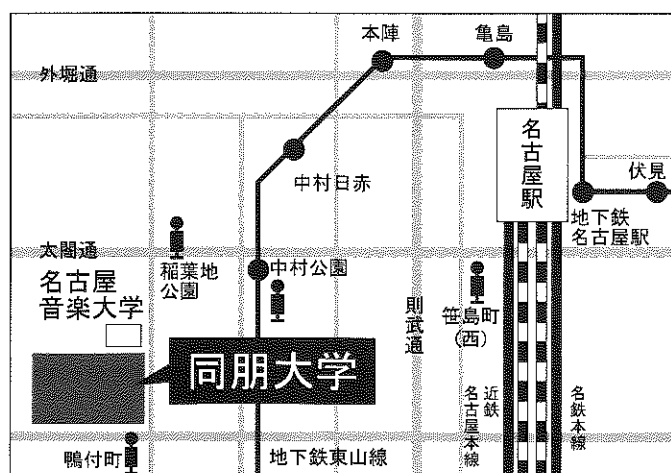 本陣
亀島
外堀通
名古屋駅
中村日赤
伏見
地下鉄
名古屋駅
太閤通
稲葉地
公園
中村公園
名古屋
音楽大学
則武通
笹島町
(西)
同朋大学
近鉄
名古屋本線
名鉄本線
鴨付町
地下鉄東山線